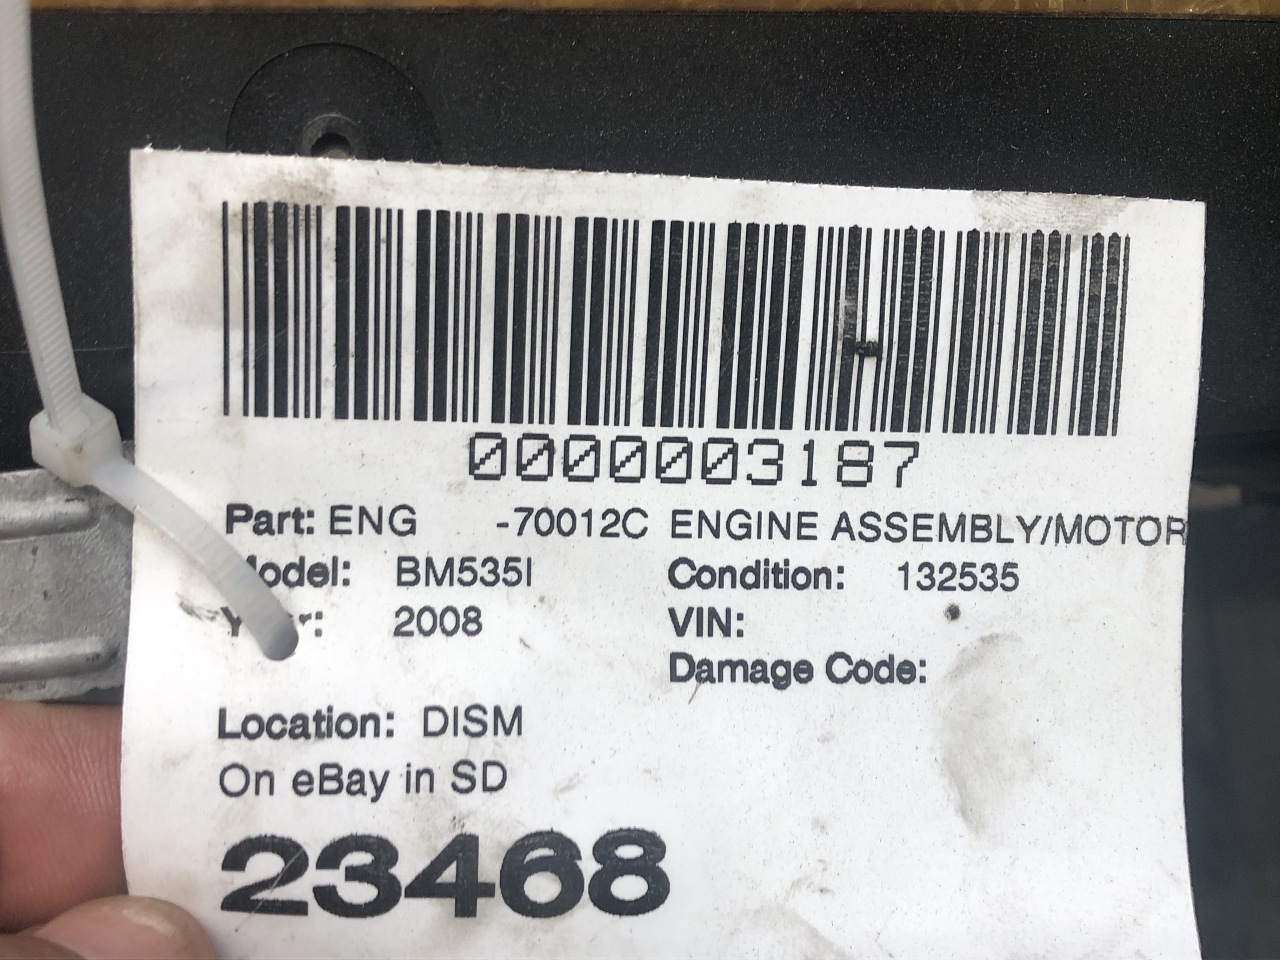 0000003187
Part: ENG -70012C ENGINE ASSEMBLY/MOTOR
Model: BM535I Condition: 132535
Year: 2008 VIN:
Damage Code:
Location: DISM
On eBay in SD
23468